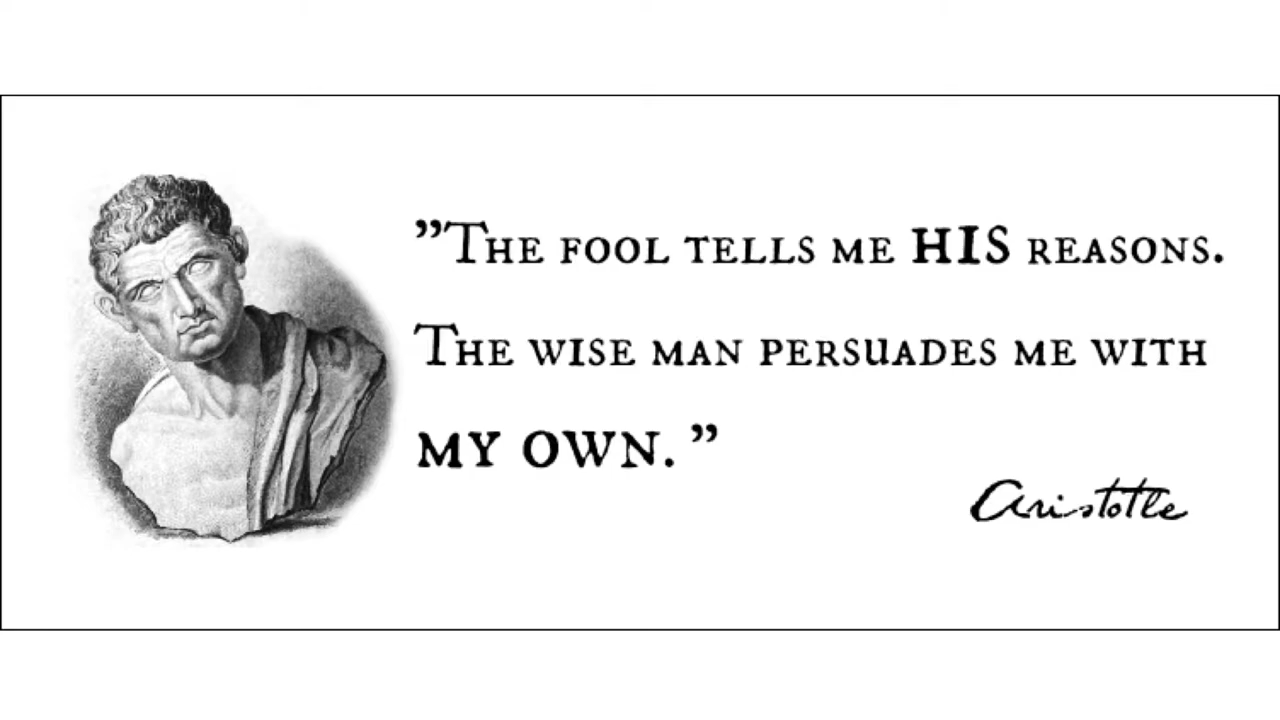 ”The fool tells me HIS reasons.
The wise man persuades me with
MY OWN. ”
Aristotle